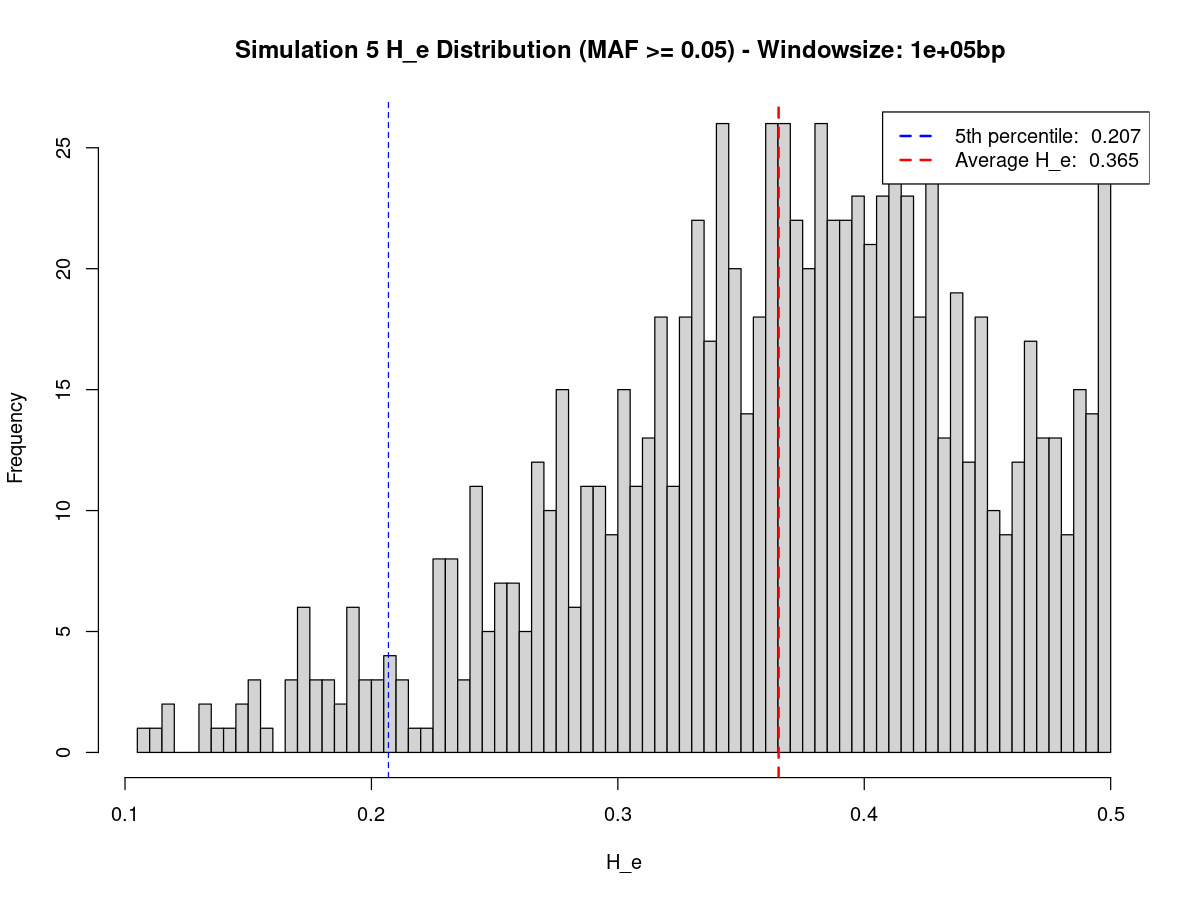 Simulation 5 H_e Distribution (MAF >= 0.05) - Windowsize: 1e+05bp
5th percentile: 0.207
Average H_e: 0.365
Frequency
25
20
15
10
5
0
0.1 0.2 0.3 0.4 0.5
H_e